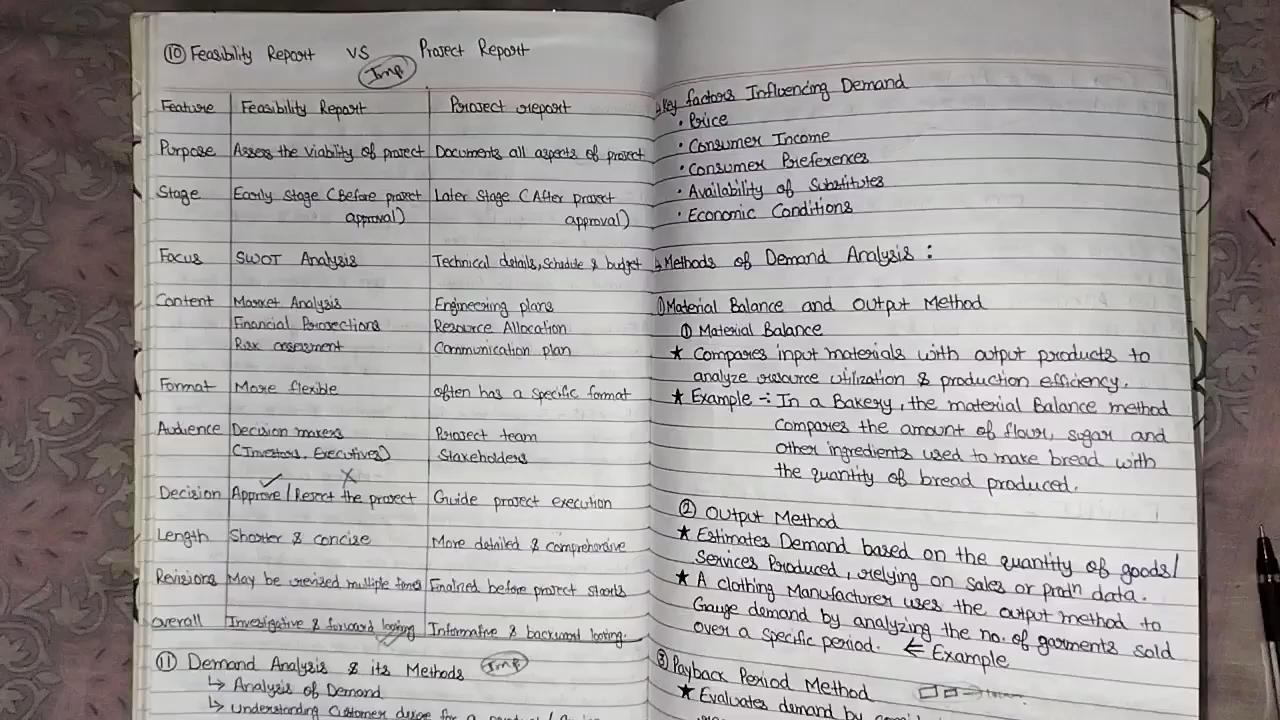 ⑩ Feasibility Report VS Project Report
Imp
Feature Feasibility Report Project report
Purpose Assess the viability of project Documents all aspects of project
Stage Early stage (Before project Later Stage (After project
approval) approval)
Focus SWOT Analysis Technical details, Schedule & budget
Content Market Analysis Engineering plans
Financial Projections Resource Allocation
Risk assessment Communication plan
Format More flexible often has a specific format
Audience Decision makers Project team
(Investors, Executives) Stakeholders
Decision Approve / Reject the project Guide project execution
Length Shorter & concise More detailed & comprehensive
Revisions May be revised multiple times Finalized before project starts
Overall Investigative & forward looking Informative & backward looking.
⑪ Demand Analysis & its Methods Imp
↳ Analysis of Demand
↳ Understanding Customer desire for a
↳ Key factors Influencing Demand
• Price
• Consumer Income
• Consumer Preferences
• Availability of Substitutes
• Economic Conditions
↳ Methods of Demand Analysis :
① Material Balance and Output Method
① Material Balance
★ Compares input materials with output products to
analyze resource utilization & production efficiency.
★ Example :- In a Bakery, the material Balance method
Compares the amount of flour, sugar and
other ingredients used to make bread with
the quantity of bread produced.
② Output Method
★ Estimates Demand based on the quantity of goods/
Services Produced, relying on sales or prodn data.
★ A clothing Manufacturer uses the output method to
Gauge demand by analyzing the no. of garments sold
over a specific period. ⇐ Example
③ Payback Period Method
★ Evaluates demand by